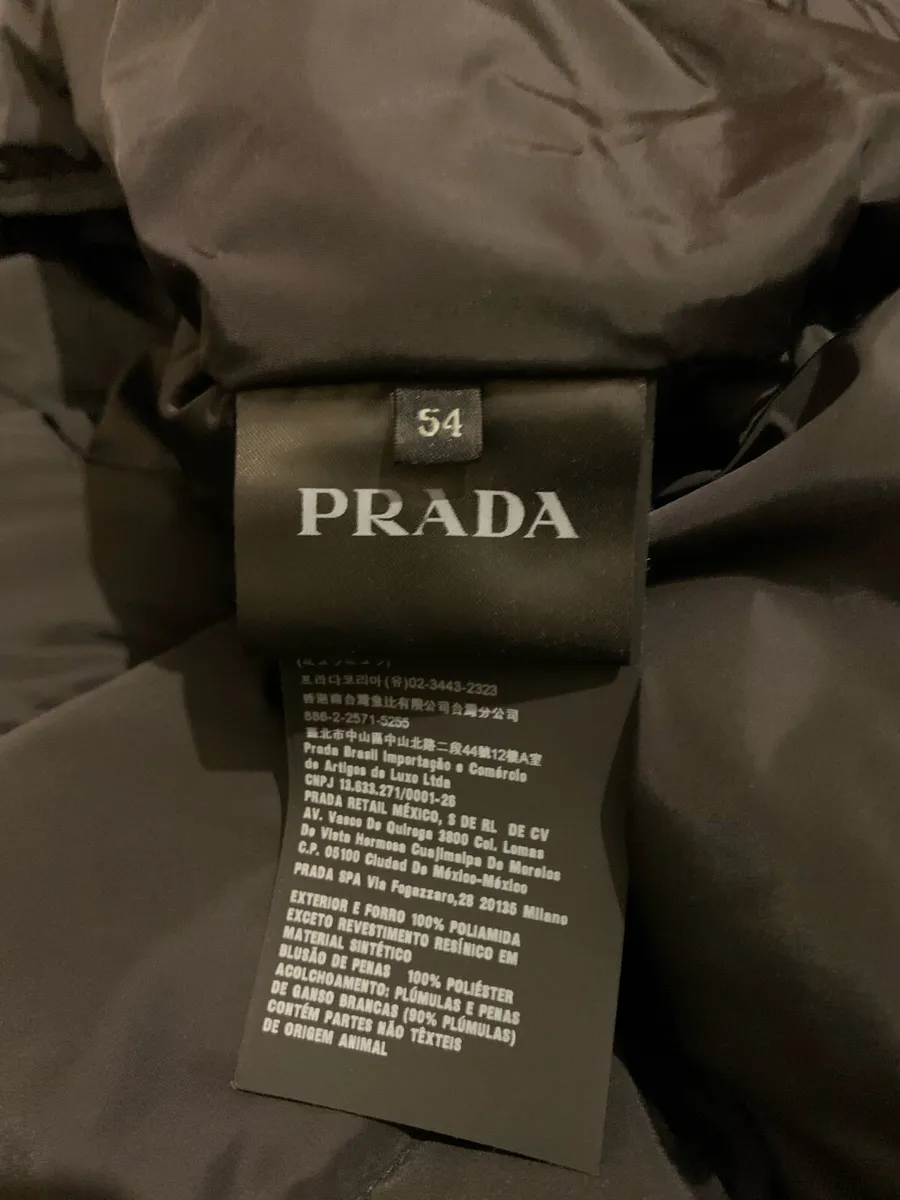 54
PRADA
프라다코리아 (유)02-3443-2323
香港商台灣魚比有限公司台灣分公司
886-2-2571-5255
臺北市中山區中山北路二段44號12樓A室
Prada Brasil Importação e Comércio
de Artigos de Luxo Ltda
CNPJ 13.633.271/0001-26
PRADA RETAIL MÉXICO, S DE RL DE CV
AV. Vasco De Quiroga 3800 Col. Lomas
De Vista Hermosa Cuajimalpa De Morelos
C.P. 05100 Ciudad De México-México
PRADA SPA Via Fogazzaro,28 20135 Milano
EXTERIOR E FORRO 100% POLIAMIDA
EXCETO REVESTIMENTO RESÍNICO EM
MATERIAL SINTÉTICO
BLUSÃO DE PENAS 100% POLIÉSTER
ACOLCHOAMENTO: PLÚMULAS E PENAS
DE GANSO BRANCAS (90% PLÚMULAS)
CONTÉM PARTES NÃO TÊXTEIS
DE ORIGEM ANIMAL